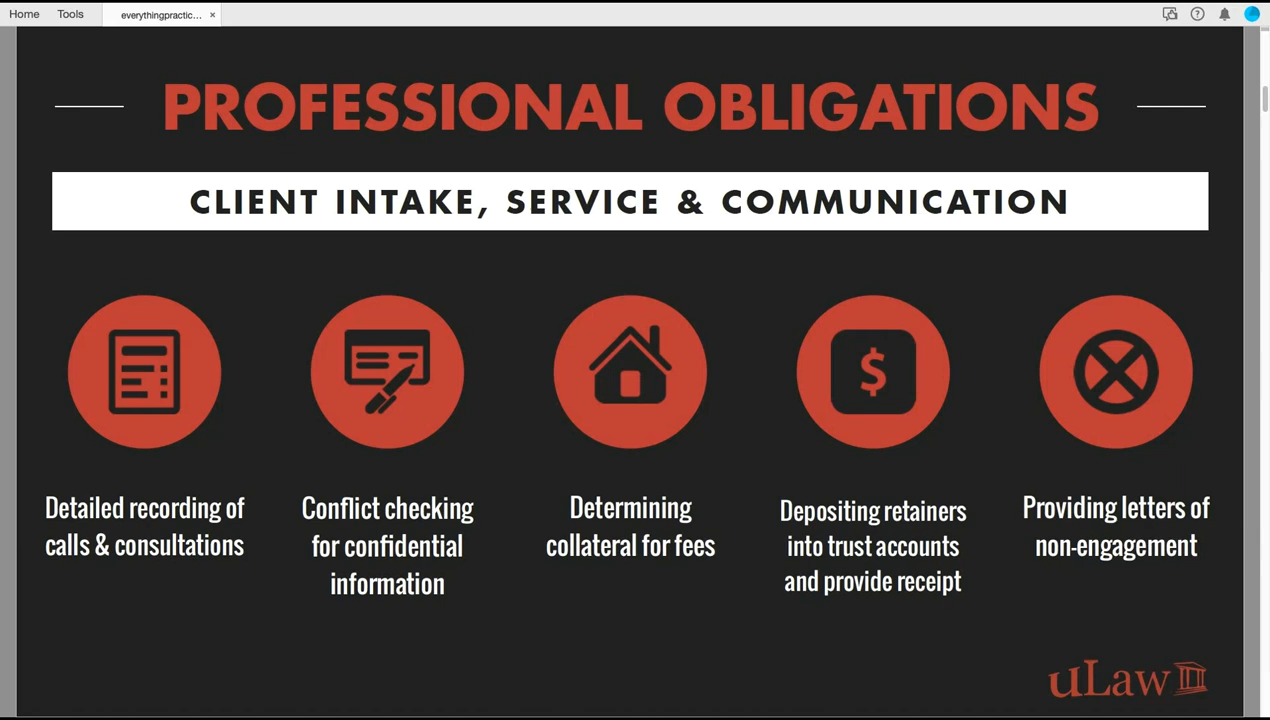 Home Tools everythingpractic... ×
PROFESSIONAL OBLIGATIONS
CLIENT INTAKE, SERVICE & COMMUNICATION
$
Detailed recording of
calls & consultations
Conflict checking
for confidential
information
Determining
collateral for fees
Depositing retainers
into trust accounts
and provide receipt
Providing letters of
non-engagement
uLaw